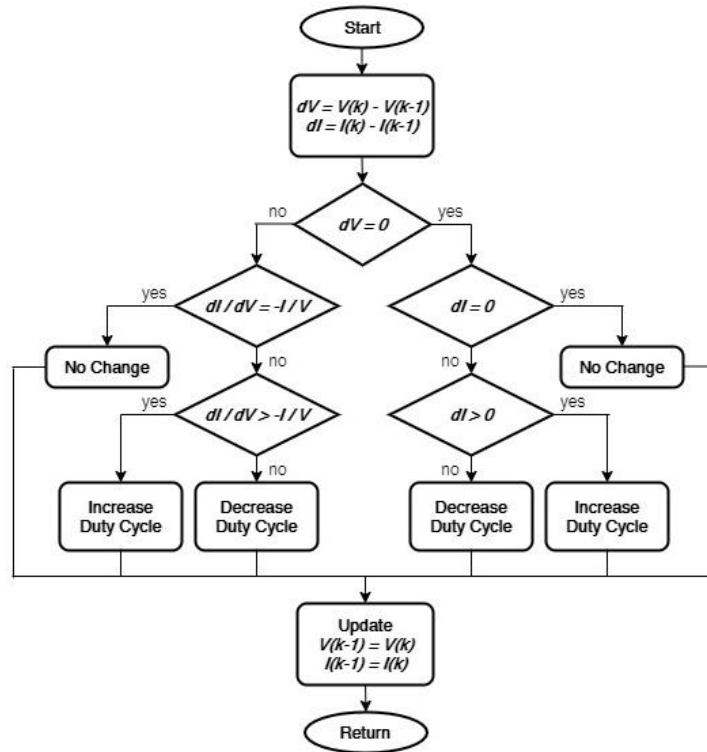 Start
dV = V(k) - V(k-1)
dI = I(k) - I(k-1)
no
yes
dV = 0
yes
dI / dV = -I / V
dI = 0
yes
No Change
no
no
No Change
yes
dI / dV > -I / V
dI > 0
yes
no
no
Increase
Duty Cycle
Decrease
Duty Cycle
Decrease
Duty Cycle
Increase
Duty Cycle
Update
V(k-1) = V(k)
I(k-1) = I(k)
Return